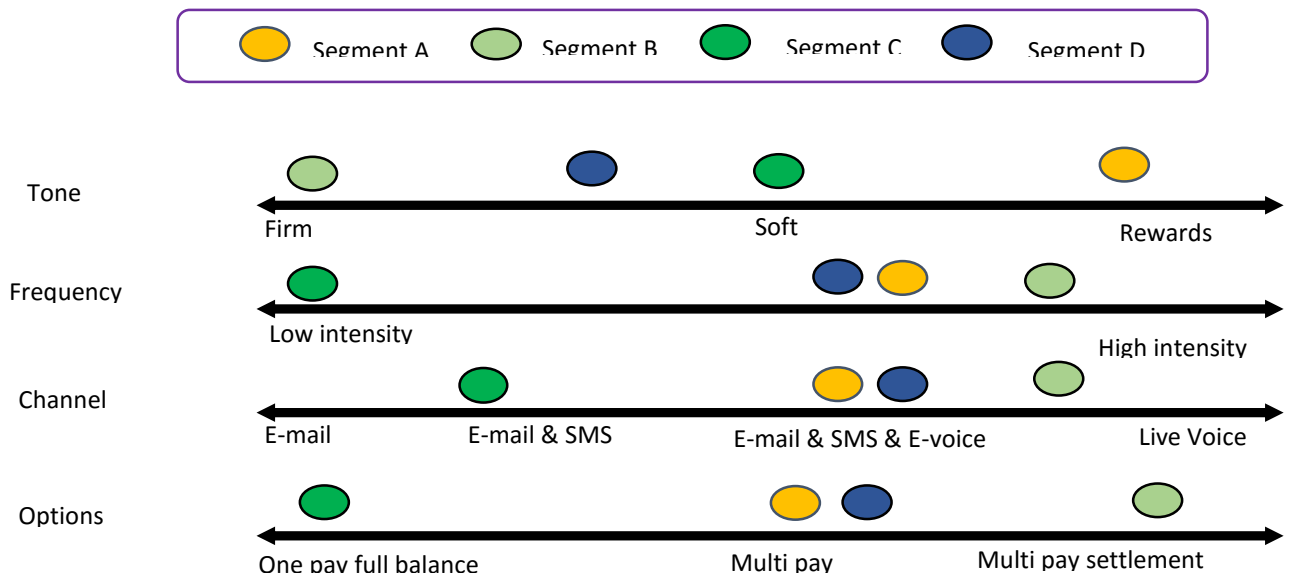 Segment A
Segment B
Segment C
Segment D
Tone
Firm
Soft
Rewards
Frequency
Low intensity
High intensity
Channel
E-mail
E-mail & SMS
E-mail & SMS & E-voice
Live Voice
Options
One pay full balance
Multi pay
Multi pay settlement